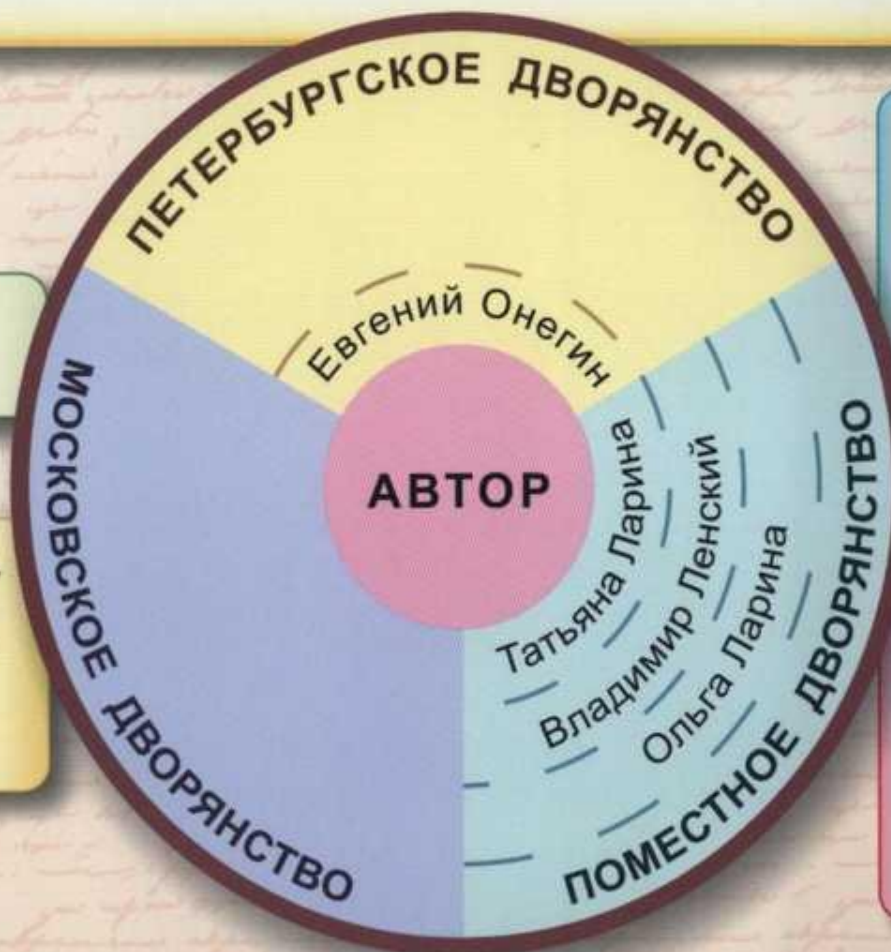 ПЕТЕРБУРГСКОЕ ДВОРЯНСТВО
Евгений Онегин
АВТОР
МОСКОВСКОЕ ДВОРЯНСТВО
Татьяна Ларина
Владимир Ленский
Ольга Ларина
ПОМЕСТНОЕ ДВОРЯНСТВО